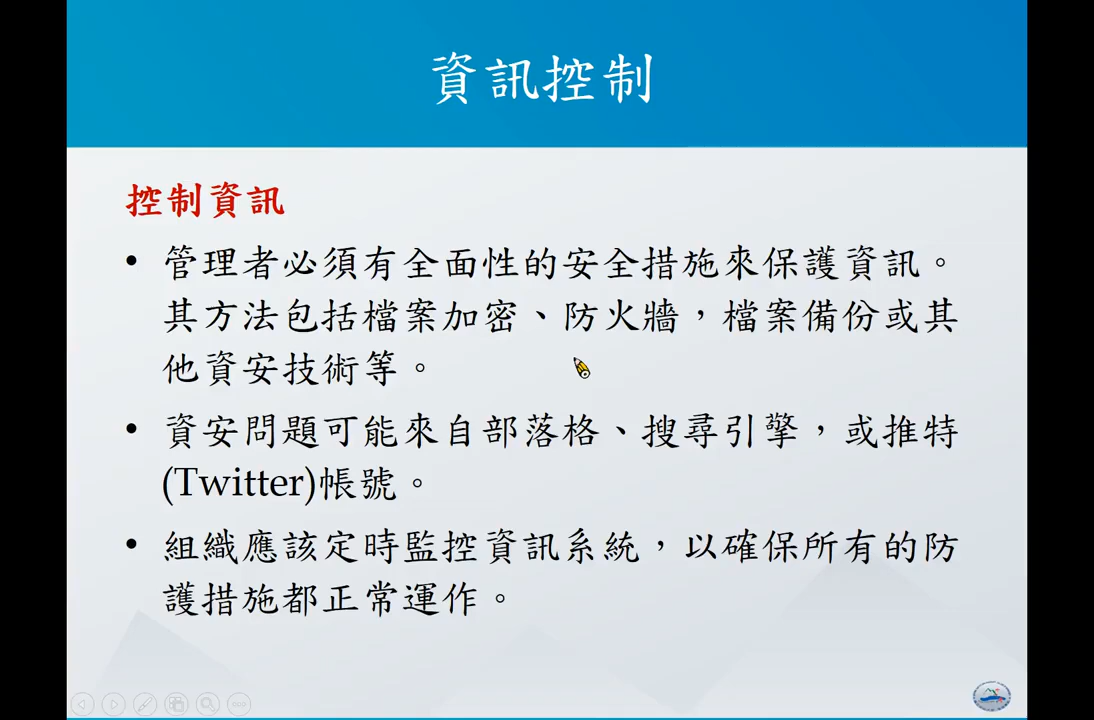 資訊控制
控制資訊
• 管理者必須有全面性的安全措施來保護資訊。
其方法包括檔案加密、防火牆，檔案備份或其
他資安技術等。
• 資安問題可能來自部落格、搜尋引擎，或推特
(Twitter)帳號。
• 組織應該定時監控資訊系統，以確保所有的防
護措施都正常運作。